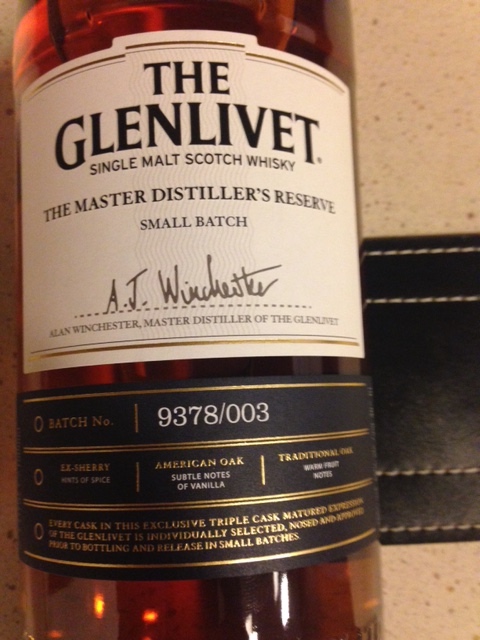 THE
GLENLIVET.
SINGLE MALT SCOTCH WHISKY
THE MASTER DISTILLER'S RESERVE
SMALL BATCH
A.J. Winchester
ALAN WINCHESTER, MASTER DISTILLER OF THE GLENLIVET
BATCH No. 9378/003
EX-SHERRY
HINTS OF SPICE
AMERICAN OAK
SUBTLE NOTES
OF VANILLA
TRADITIONAL OAK
WARM FRUIT
NOTES
EVERY CASK IN THIS EXCLUSIVE TRIPLE CASK MATURED EXPRESSION
OF THE GLENLIVET IS INDIVIDUALLY SELECTED, NOSED AND APPROVED
PRIOR TO BOTTLING AND RELEASE IN SMALL BATCHES.